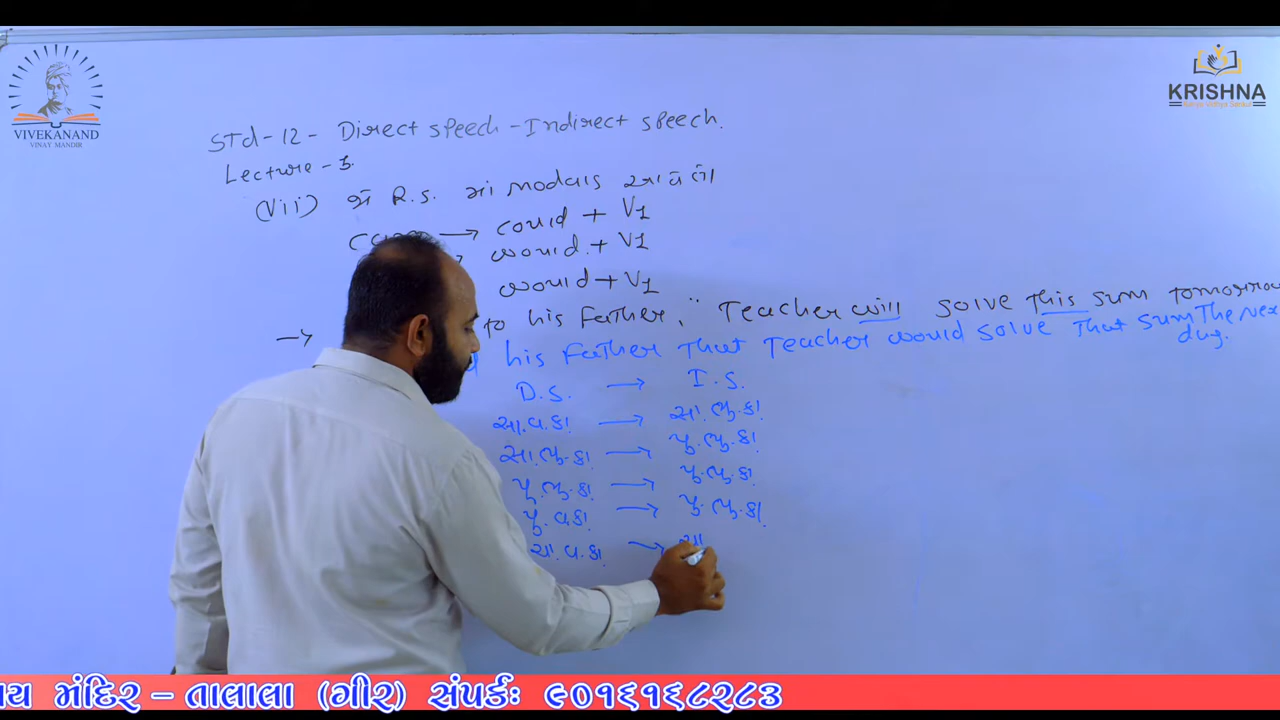 VIVEKANAND
VINAY MANDIR
KRISHNA
STd-12 - Direct speech - Indirect speech.
Lecture - 3.
(vii) જો R.S. માં modals આવે તો
→ could + V1
would + V1
would + V1
→ to his father, " Teacher will solve this sum tomorrow
his father that Teacher would solve that sum the nex
day.
D.S. → I.S.
સા.વ.કા. → સા.ભૂ.કા.
સા.ભૂ.કા. → પૂ.ભૂ.કા.
પૂ.ભૂ.કા. → પૂ.ભૂ.કા.
પૂ.વ.કા. → પૂ.ભૂ.કા.
ચા.વ.કા. → ચા
ય મંદિર – તાલાલા (ગીર) સંપર્કઃ ૯૦૧૬૧૬૮૨૮૩